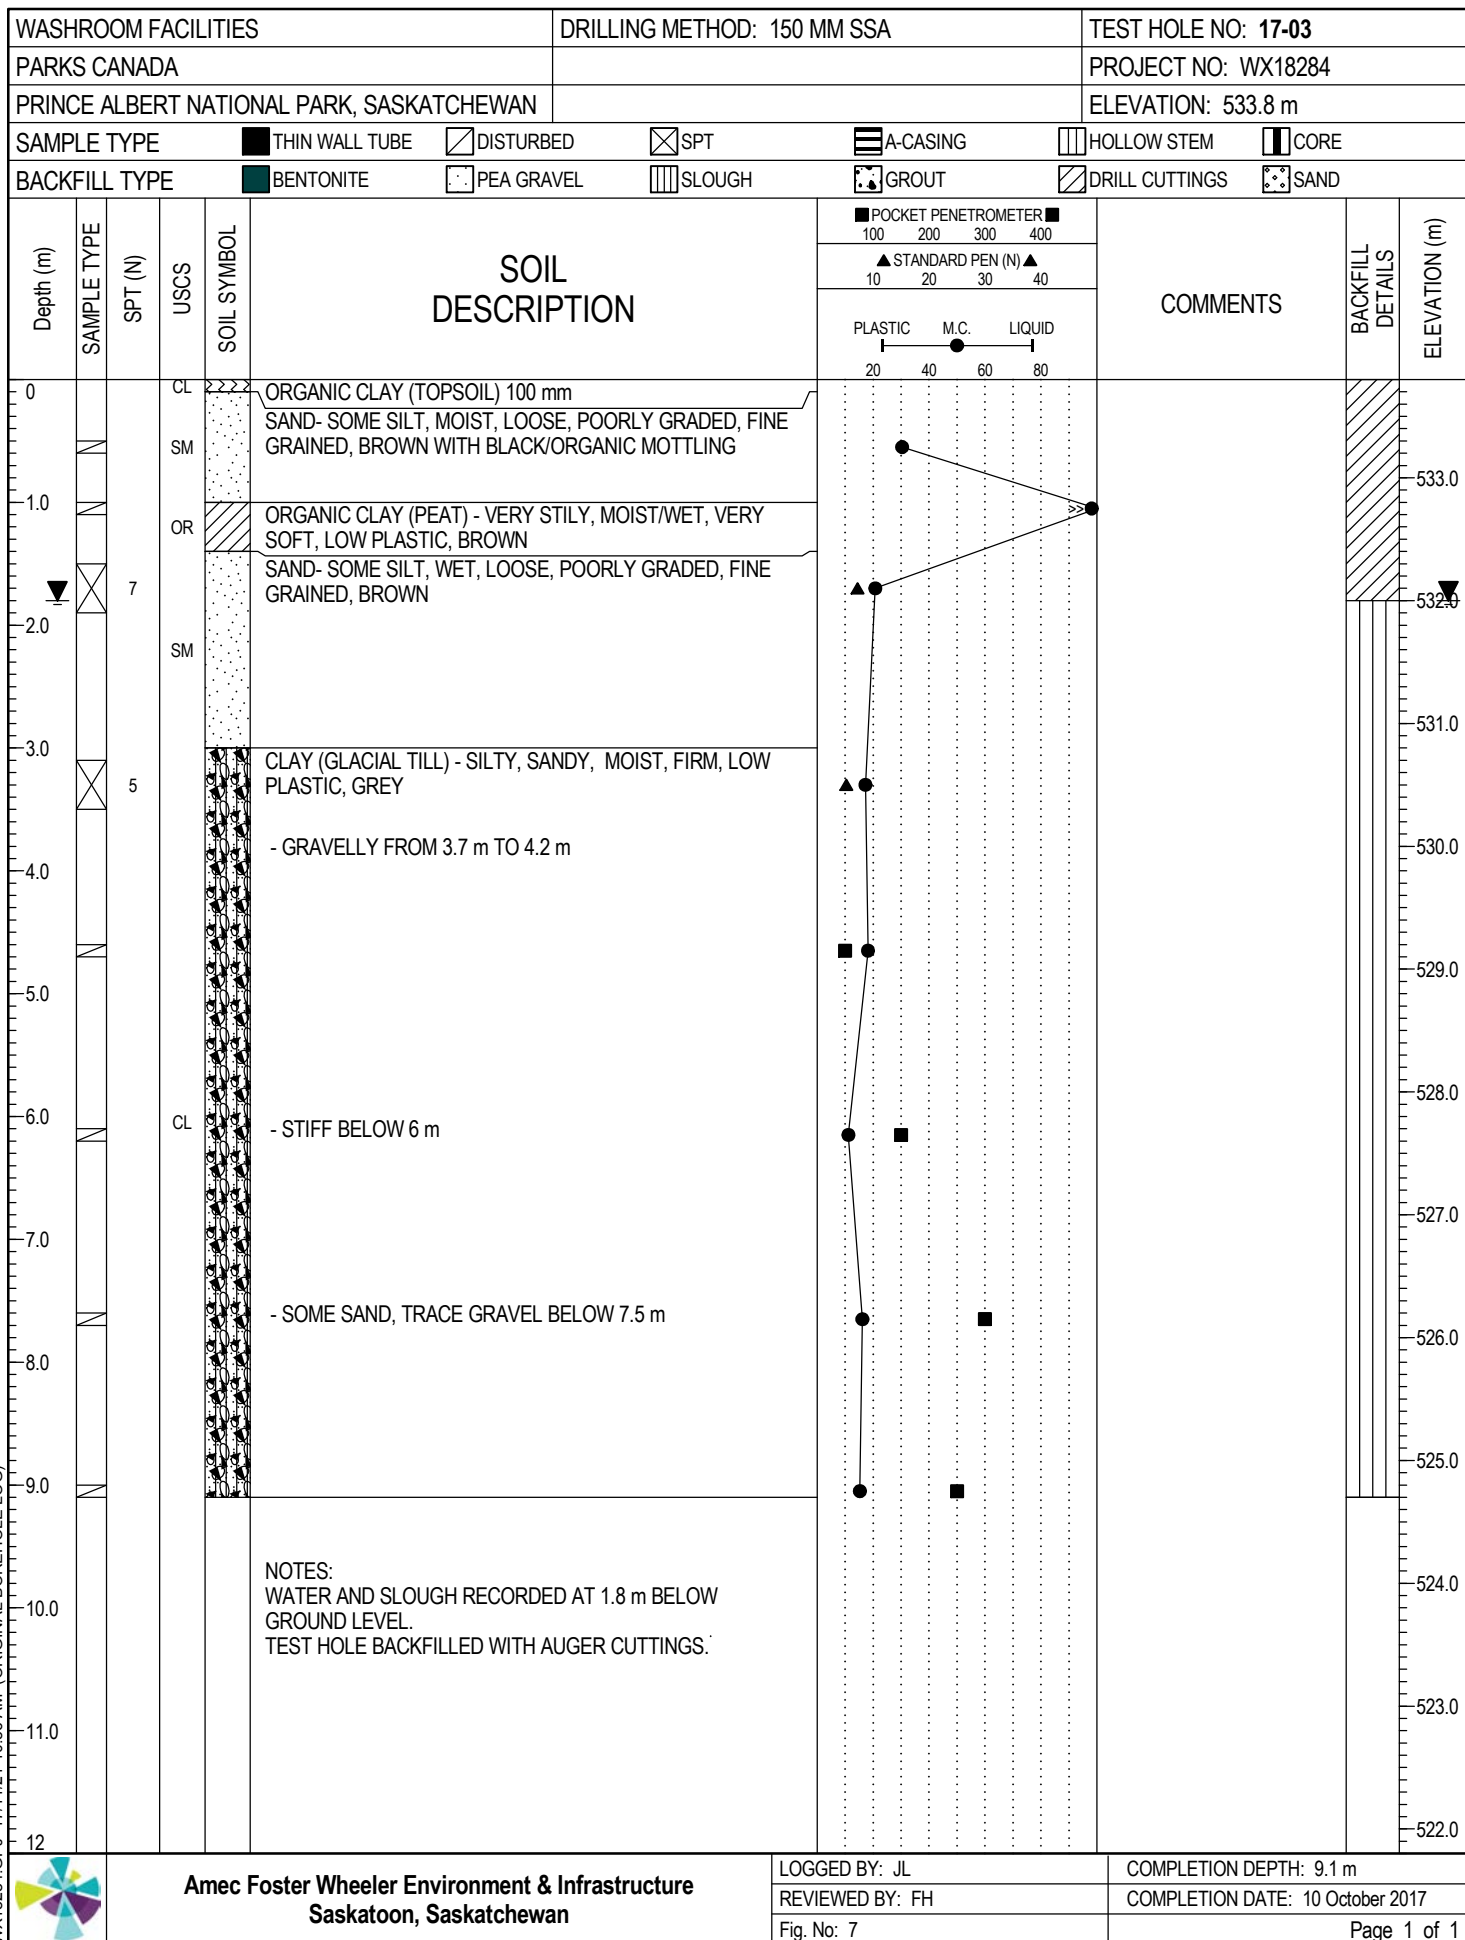 WASHROOM FACILITIES DRILLING METHOD: 150 MM SSA TEST HOLE NO: 17-03
PARKS CANADA PROJECT NO: WX18284
PRINCE ALBERT NATIONAL PARK, SASKATCHEWAN ELEVATION: 533.8 m
SAMPLE TYPE THIN WALL TUBE DISTURBED SPT A-CASING HOLLOW STEM CORE
BACKFILL TYPE BENTONITE PEA GRAVEL SLOUGH GROUT DRILL CUTTINGS SAND
Depth (m)
SAMPLE TYPE
SPT (N)
USCS
SOIL SYMBOL
SOIL
DESCRIPTION
POCKET PENETROMETER
100 200 300 400
STANDARD PEN (N)
10 20 30 40
PLASTIC M.C. LIQUID
20 40 60 80
COMMENTS
BACKFILL
DETAILS
ELEVATION (m)
0 CL ORGANIC CLAY (TOPSOIL) 100 mm
SAND- SOME SILT, MOIST, LOOSE, POORLY GRADED, FINE
SM GRAINED, BROWN WITH BLACK/ORGANIC MOTTLING
533.0
1.0
>>
ORGANIC CLAY (PEAT) - VERY STILY, MOIST/WET, VERY
OR
SOFT, LOW PLASTIC, BROWN
SAND- SOME SILT, WET, LOOSE, POORLY GRADED, FINE
7 GRAINED, BROWN
532.0
2.0
SM
531.0
3.0
CLAY (GLACIAL TILL) - SILTY, SANDY, MOIST, FIRM, LOW
5 PLASTIC, GREY
- GRAVELLY FROM 3.7 m TO 4.2 m 530.0
4.0
529.0
5.0
528.0
6.0 CL
- STIFF BELOW 6 m
527.0
7.0
- SOME SAND, TRACE GRAVEL BELOW 7.5 m
526.0
8.0
525.0
9.0
NOTES:
524.0
WATER AND SLOUGH RECORDED AT 1.8 m BELOW
10.0
GROUND LEVEL.
TEST HOLE BACKFILLED WITH AUGER CUTTINGS.
523.0
11.0
522.0
12
Amec Foster Wheeler Environment & Infrastructure
Saskatoon, Saskatchewan
LOGGED BY: JL COMPLETION DEPTH: 9.1 m
REVIEWED BY: FH COMPLETION DATE: 10 October 2017
Fig. No: 7 Page 1 of 1